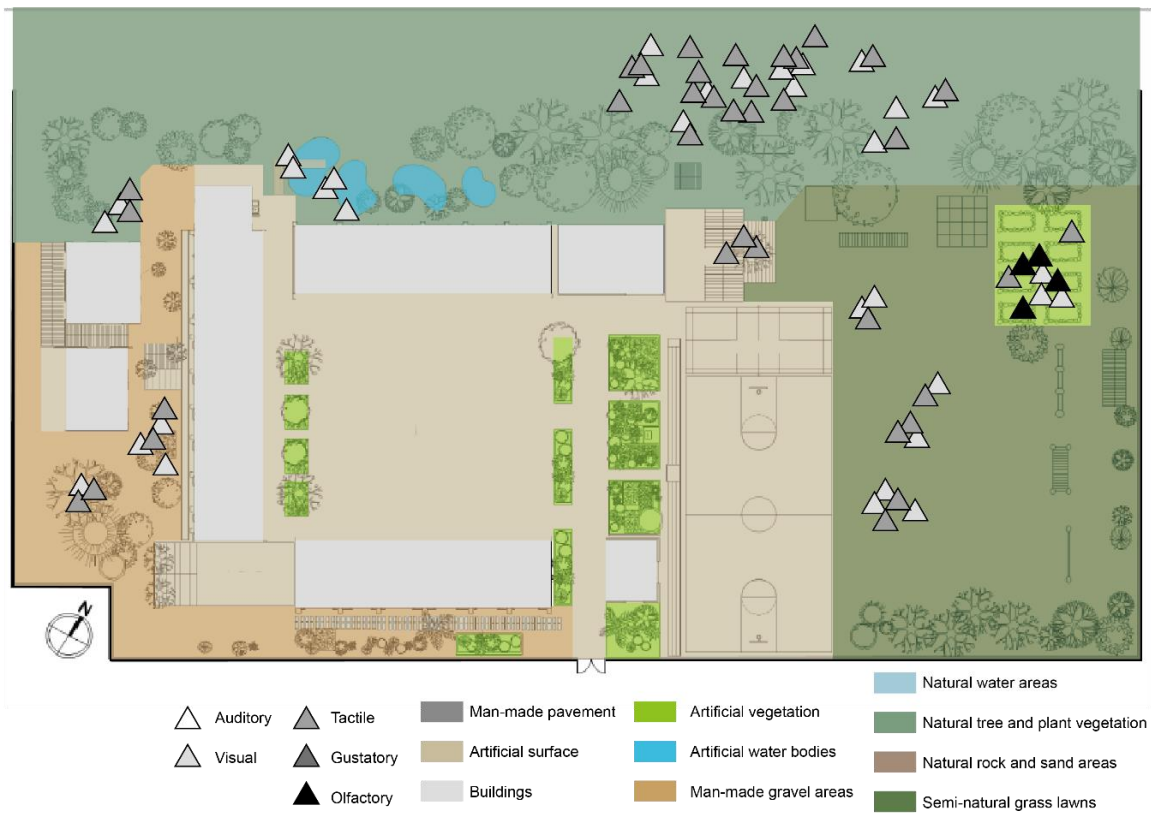 N
Auditory
Tactile
Man-made pavement
Artificial vegetation
Natural water areas
Natural tree and plant vegetation
Visual
Gustatory
Artificial surface
Artificial water bodies
Natural rock and sand areas
Olfactory
Buildings
Man-made gravel areas
Semi-natural grass lawns